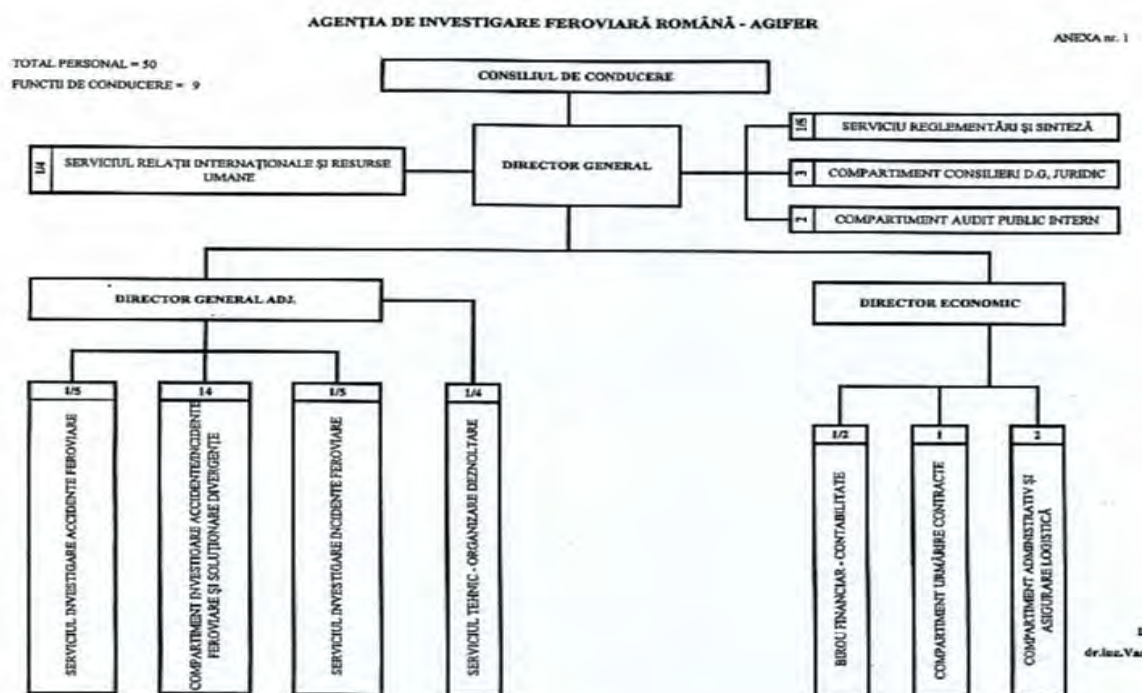 AGENȚIA DE INVESTIGARE FEROVIARĂ ROMÂNĂ - AGIFER
ANEXA nr. 1
TOTAL PERSONAL = 50
FUNCTII DE CONDUCERE = 9
CONSILIUL DE CONDUCERE
1/4
SERVICIUL RELAȚII INTERNAȚIONALE ȘI RESURSE
UMANE
DIRECTOR GENERAL
1/5
SERVICIU REGLEMENTĂRI ȘI SINTEZĂ
3
COMPARTIMENT CONSILIERI D.G, JURIDIC
2
COMPARTIMENT AUDIT PUBLIC INTERN
DIRECTOR GENERAL ADJ.
DIRECTOR ECONOMIC
1/5
SERVICIUL INVESTIGARE ACCIDENTE FEROVIARE
14
COMPARTIMENT INVESTIGARE ACCIDENTE/INCIDENTE
FEROVIARE ȘI SOLUȚIONARE DIVERGENȚE
1/5
SERVICIUL INVESTIGARE INCIDENTE FEROVIARE
1/4
SERVICIUL TEHNIC - ORGANIZARE DEZNOLTARE
1/2
BIROU FINANCIAR - CONTABILITATE
1
COMPARTIMENT URMĂRIRE CONTRACTE
2
COMPARTIMENT ADMINISTRATIV ȘI
ASIGURARE LOGISTICĂ